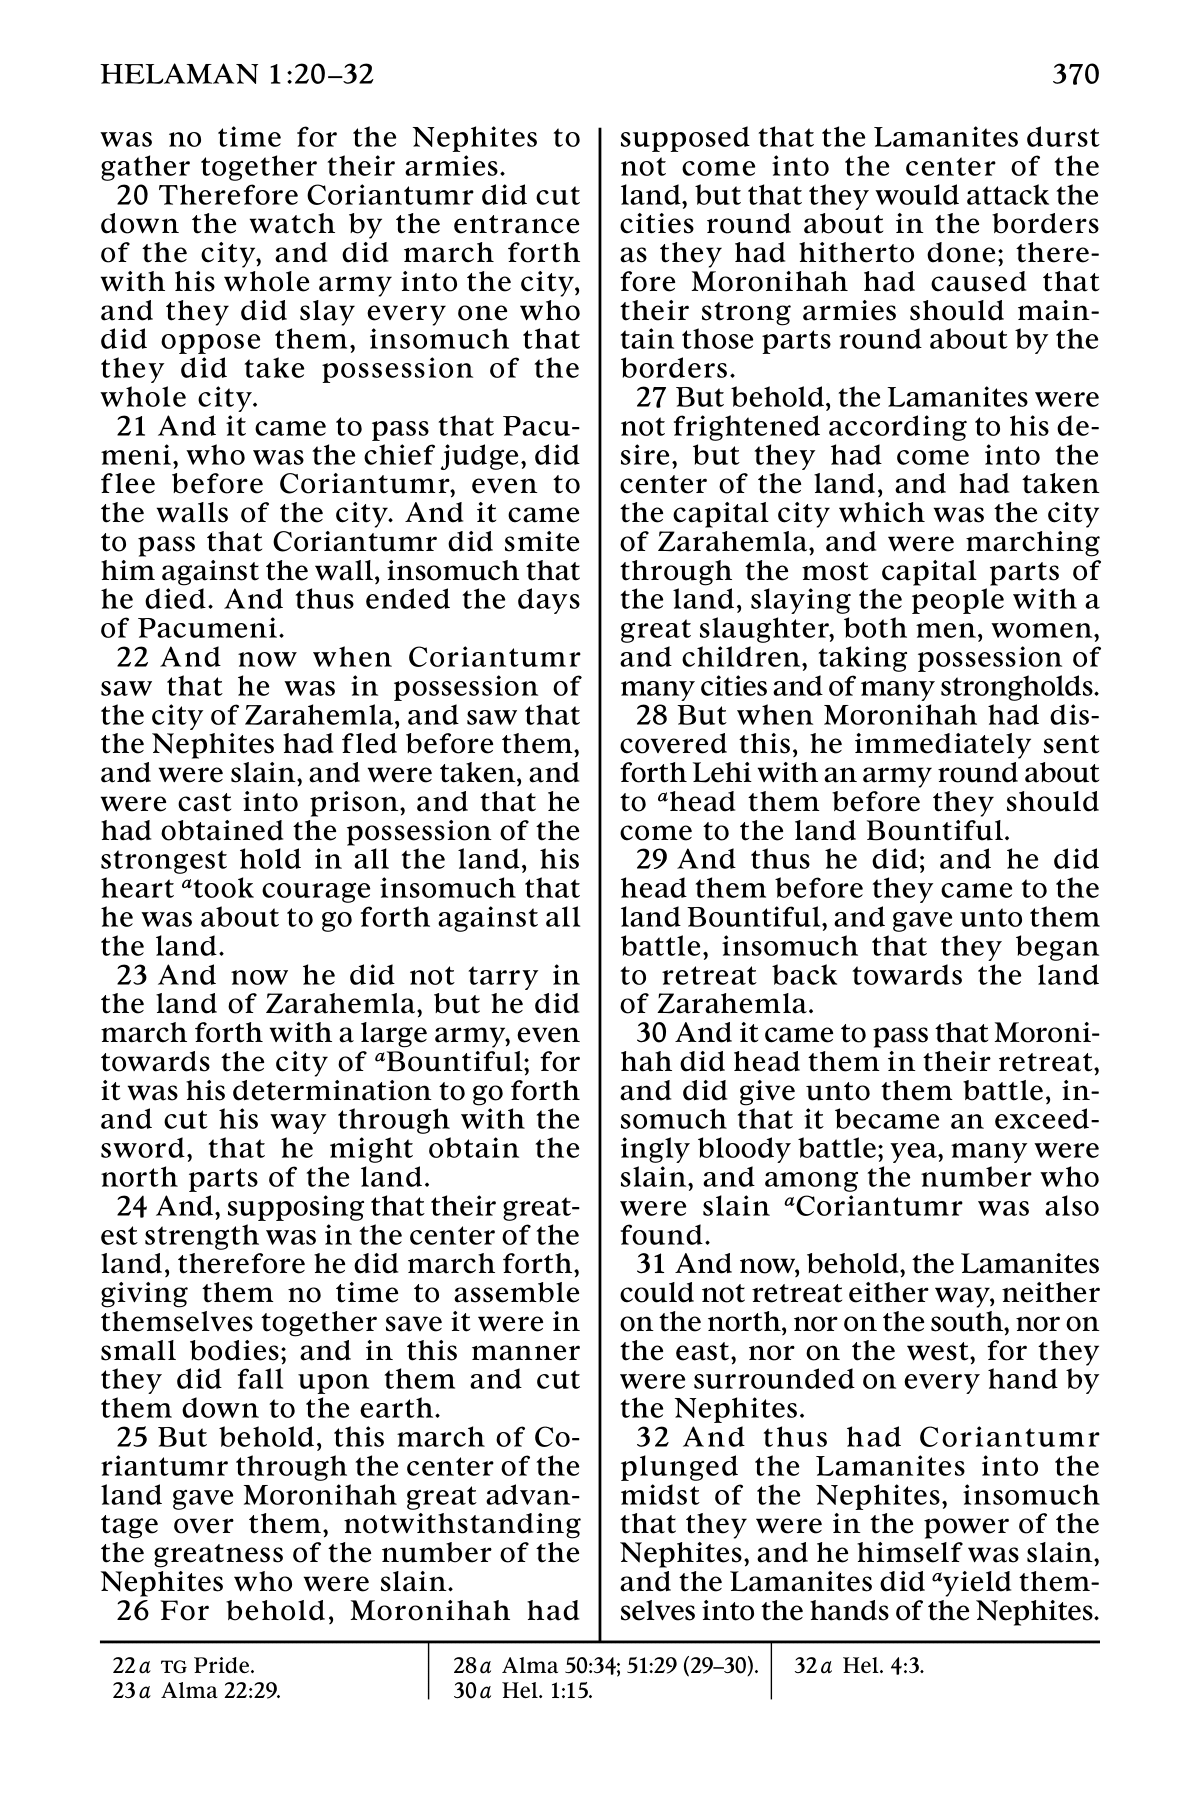 HELAMAN 1:20–32 370
was no time for the Nephites to
gather together their armies.
20 Therefore Coriantumr did cut
down the watch by the entrance
of the city, and did march forth
with his whole army into the city,
and they did slay every one who
did oppose them, insomuch that
they did take possession of the
whole city.
21 And it came to pass that Pacu-
meni, who was the chief judge, did
flee before Coriantumr, even to
the walls of the city. And it came
to pass that Coriantumr did smite
him against the wall, insomuch that
he died. And thus ended the days
of Pacumeni.
22 And now when Coriantumr
saw that he was in possession of
the city of Zarahemla, and saw that
the Nephites had fled before them,
and were slain, and were taken, and
were cast into prison, and that he
had obtained the possession of the
strongest hold in all the land, his
heart atook courage insomuch that
he was about to go forth against all
the land.
23 And now he did not tarry in
the land of Zarahemla, but he did
march forth with a large army, even
towards the city of aBountiful; for
it was his determination to go forth
and cut his way through with the
sword, that he might obtain the
north parts of the land.
24 And, supposing that their great-
est strength was in the center of the
land, therefore he did march forth,
giving them no time to assemble
themselves together save it were in
small bodies; and in this manner
they did fall upon them and cut
them down to the earth.
25 But behold, this march of Co-
riantumr through the center of the
land gave Moronihah great advan-
tage over them, notwithstanding
the greatness of the number of the
Nephites who were slain.
26 For behold, Moronihah had
supposed that the Lamanites durst
not come into the center of the
land, but that they would attack the
cities round about in the borders
as they had hitherto done; there-
fore Moronihah had caused that
their strong armies should main-
tain those parts round about by the
borders.
27 But behold, the Lamanites were
not frightened according to his de-
sire, but they had come into the
center of the land, and had taken
the capital city which was the city
of Zarahemla, and were marching
through the most capital parts of
the land, slaying the people with a
great slaughter, both men, women,
and children, taking possession of
many cities and of many strongholds.
28 But when Moronihah had dis-
covered this, he immediately sent
forth Lehi with an army round about
to ahead them before they should
come to the land Bountiful.
29 And thus he did; and he did
head them before they came to the
land Bountiful, and gave unto them
battle, insomuch that they began
to retreat back towards the land
of Zarahemla.
30 And it came to pass that Moroni-
hah did head them in their retreat,
and did give unto them battle, in-
somuch that it became an exceed-
ingly bloody battle; yea, many were
slain, and among the number who
were slain aCoriantumr was also
found.
31 And now, behold, the Lamanites
could not retreat either way, neither
on the north, nor on the south, nor on
the east, nor on the west, for they
were surrounded on every hand by
the Nephites.
32 And thus had Coriantumr
plunged the Lamanites into the
midst of the Nephites, insomuch
that they were in the power of the
Nephites, and he himself was slain,
and the Lamanites did ayield them-
selves into the hands of the Nephites.
22a TG Pride.
23a Alma 22:29.
28a Alma 50:34; 51:29 (29–30).
30a Hel. 1:15.
32a Hel. 4:3.